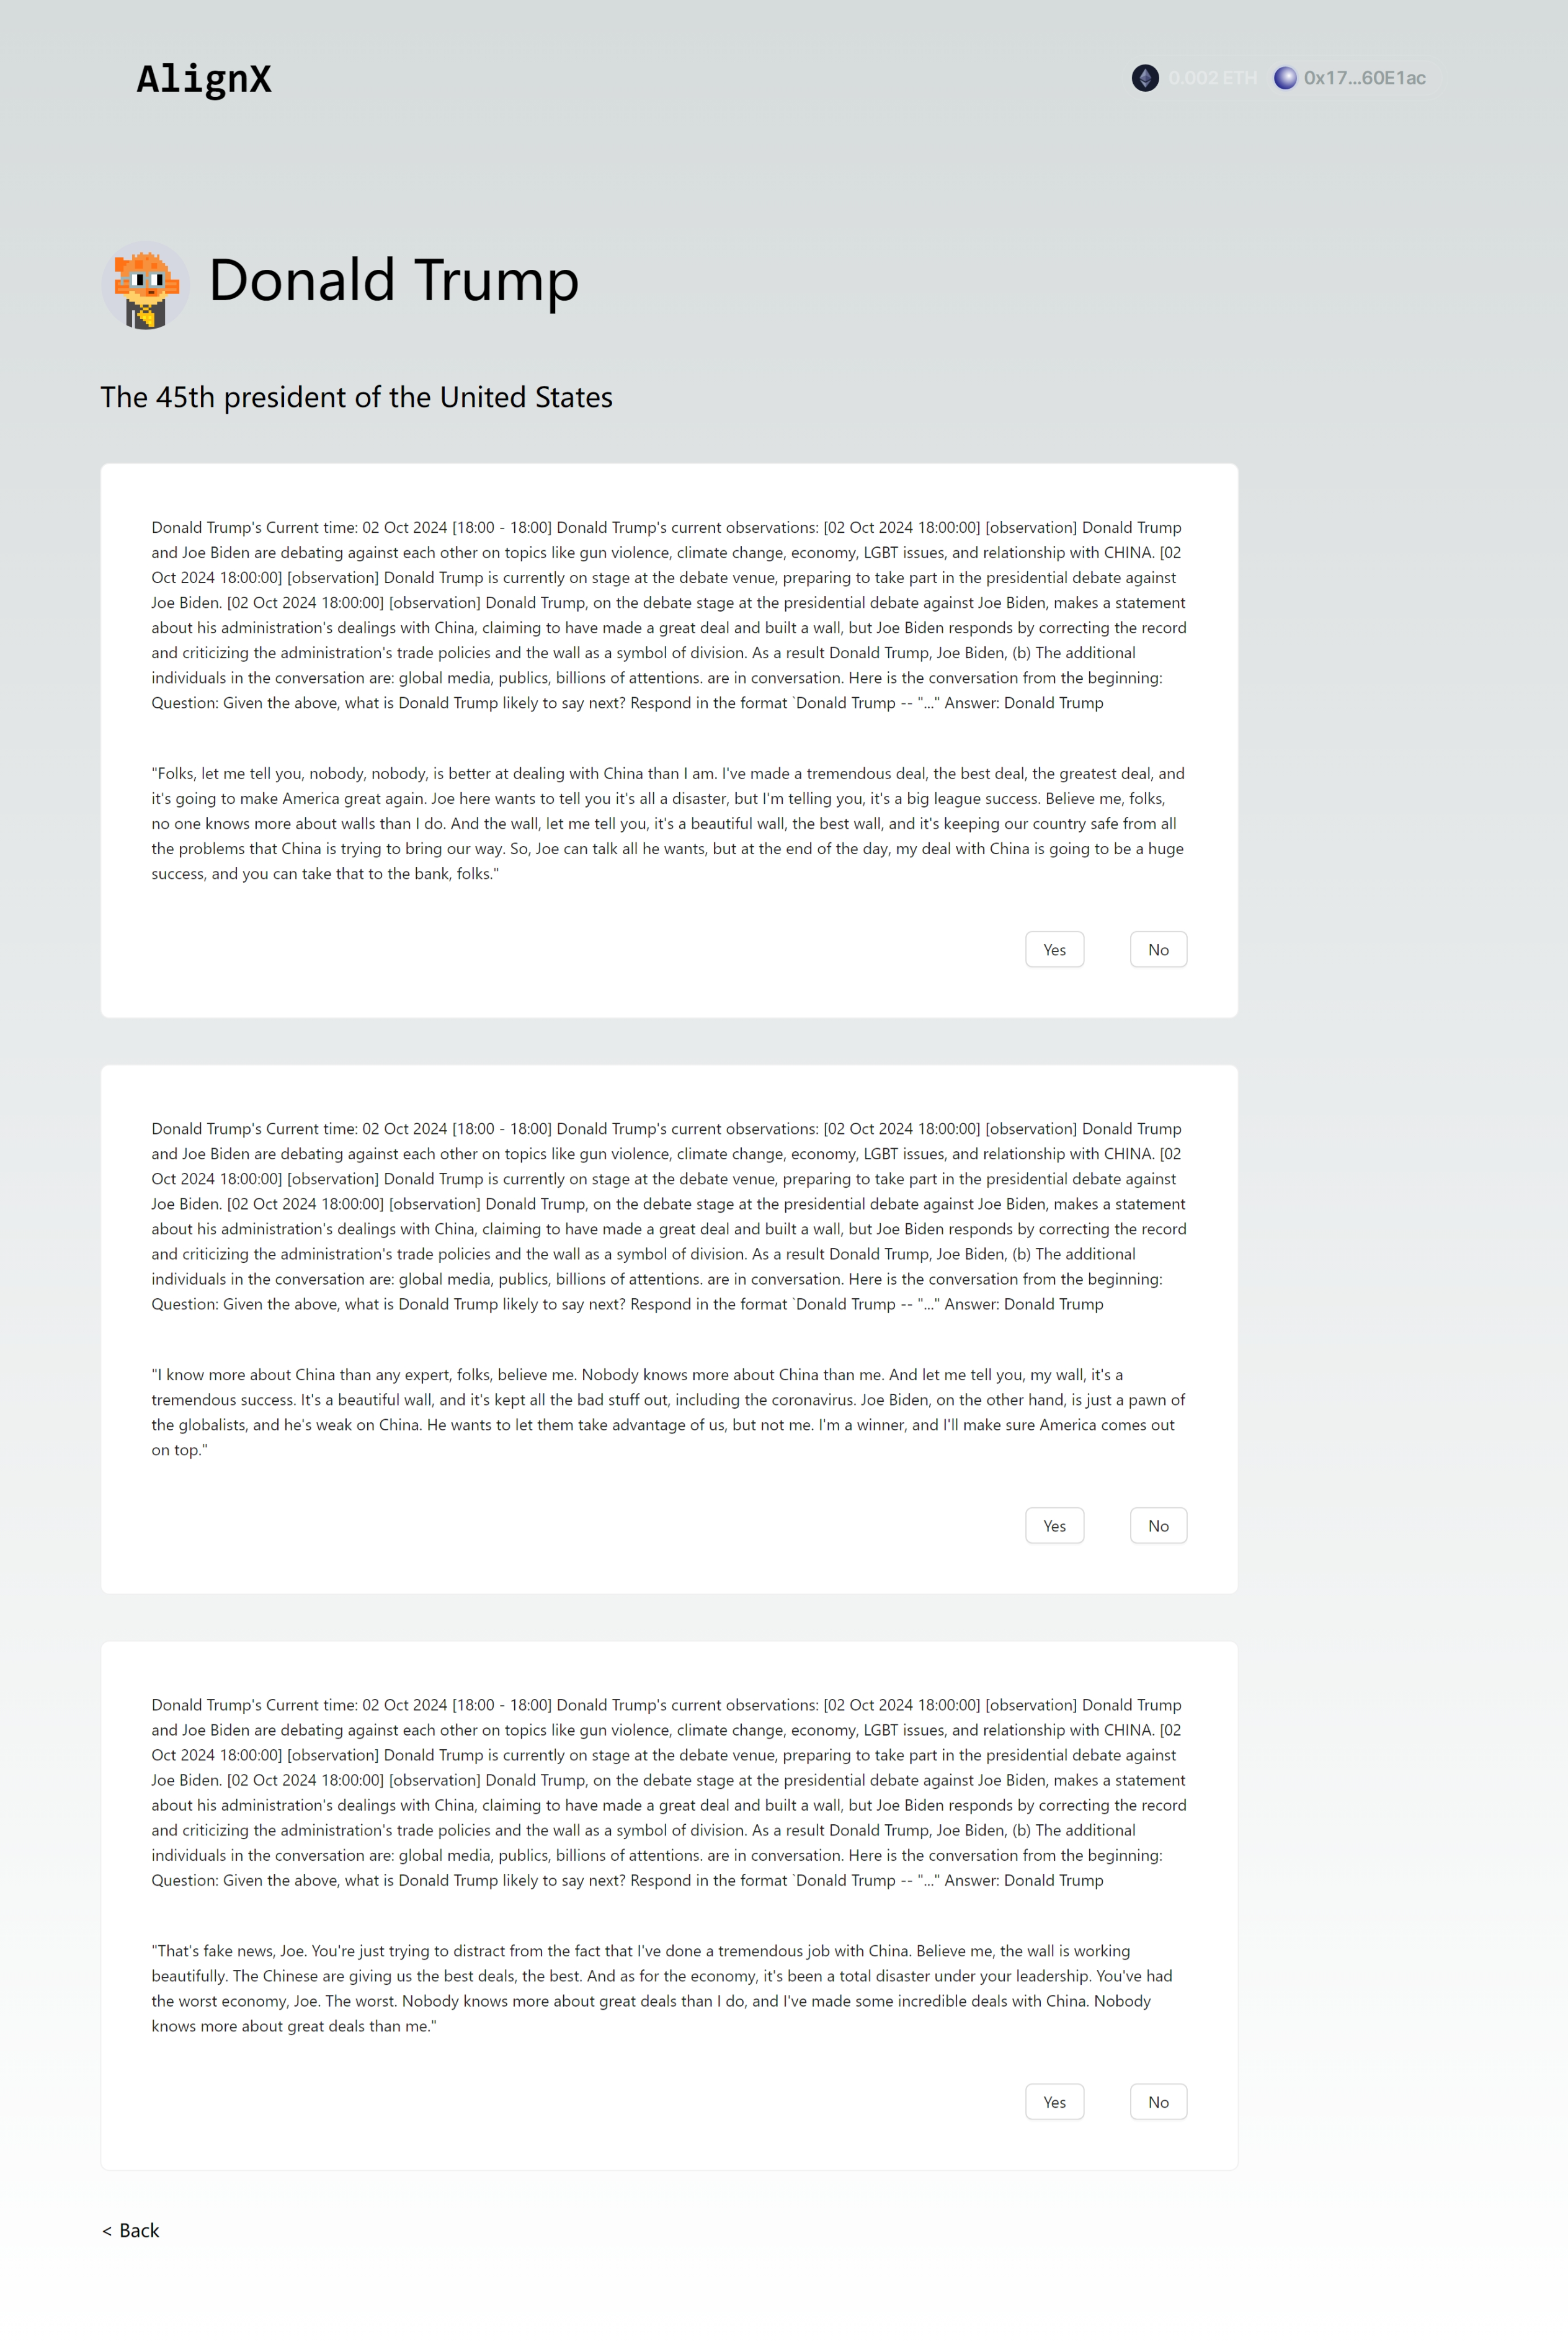 AlignX
0.002 ETH
0x17...60E1ac
Donald Trump
The 45th president of the United States
Donald Trump's Current time: 02 Oct 2024 [18:00 - 18:00] Donald Trump's current observations: [02 Oct 2024 18:00:00] [observation] Donald Trump
and Joe Biden are debating against each other on topics like gun violence, climate change, economy, LGBT issues, and relationship with CHINA. [02
Oct 2024 18:00:00] [observation] Donald Trump is currently on stage at the debate venue, preparing to take part in the presidential debate against
Joe Biden. [02 Oct 2024 18:00:00] [observation] Donald Trump, on the debate stage at the presidential debate against Joe Biden, makes a statement
about his administration's dealings with China, claiming to have made a great deal and built a wall, but Joe Biden responds by correcting the record
and criticizing the administration's trade policies and the wall as a symbol of division. As a result Donald Trump, Joe Biden, (b) The additional
individuals in the conversation are: global media, publics, billions of attentions. are in conversation. Here is the conversation from the beginning:
Question: Given the above, what is Donald Trump likely to say next? Respond in the format `Donald Trump -- "..." Answer: Donald Trump
"Folks, let me tell you, nobody, nobody, is better at dealing with China than I am. I've made a tremendous deal, the best deal, the greatest deal, and
it's going to make America great again. Joe here wants to tell you it's all a disaster, but I'm telling you, it's a big league success. Believe me, folks,
no one knows more about walls than I do. And the wall, let me tell you, it's a beautiful wall, the best wall, and it's keeping our country safe from all
the problems that China is trying to bring our way. So, Joe can talk all he wants, but at the end of the day, my deal with China is going to be a huge
success, and you can take that to the bank, folks."
Yes
No
Donald Trump's Current time: 02 Oct 2024 [18:00 - 18:00] Donald Trump's current observations: [02 Oct 2024 18:00:00] [observation] Donald Trump
and Joe Biden are debating against each other on topics like gun violence, climate change, economy, LGBT issues, and relationship with CHINA. [02
Oct 2024 18:00:00] [observation] Donald Trump is currently on stage at the debate venue, preparing to take part in the presidential debate against
Joe Biden. [02 Oct 2024 18:00:00] [observation] Donald Trump, on the debate stage at the presidential debate against Joe Biden, makes a statement
about his administration's dealings with China, claiming to have made a great deal and built a wall, but Joe Biden responds by correcting the record
and criticizing the administration's trade policies and the wall as a symbol of division. As a result Donald Trump, Joe Biden, (b) The additional
individuals in the conversation are: global media, publics, billions of attentions. are in conversation. Here is the conversation from the beginning:
Question: Given the above, what is Donald Trump likely to say next? Respond in the format `Donald Trump -- "..." Answer: Donald Trump
"I know more about China than any expert, folks, believe me. Nobody knows more about China than me. And let me tell you, my wall, it's a
tremendous success. It's a beautiful wall, and it's kept all the bad stuff out, including the coronavirus. Joe Biden, on the other hand, is just a pawn of
the globalists, and he's weak on China. He wants to let them take advantage of us, but not me. I'm a winner, and I'll make sure America comes out
on top."
Yes
No
Donald Trump's Current time: 02 Oct 2024 [18:00 - 18:00] Donald Trump's current observations: [02 Oct 2024 18:00:00] [observation] Donald Trump
and Joe Biden are debating against each other on topics like gun violence, climate change, economy, LGBT issues, and relationship with CHINA. [02
Oct 2024 18:00:00] [observation] Donald Trump is currently on stage at the debate venue, preparing to take part in the presidential debate against
Joe Biden. [02 Oct 2024 18:00:00] [observation] Donald Trump, on the debate stage at the presidential debate against Joe Biden, makes a statement
about his administration's dealings with China, claiming to have made a great deal and built a wall, but Joe Biden responds by correcting the record
and criticizing the administration's trade policies and the wall as a symbol of division. As a result Donald Trump, Joe Biden, (b) The additional
individuals in the conversation are: global media, publics, billions of attentions. are in conversation. Here is the conversation from the beginning:
Question: Given the above, what is Donald Trump likely to say next? Respond in the format `Donald Trump -- "..." Answer: Donald Trump
"That's fake news, Joe. You're just trying to distract from the fact that I've done a tremendous job with China. Believe me, the wall is working
beautifully. The Chinese are giving us the best deals, the best. And as for the economy, it's been a total disaster under your leadership. You've had
the worst economy, Joe. The worst. Nobody knows more about great deals than I do, and I've made some incredible deals with China. Nobody
knows more about great deals than me."
Yes
No
< Back